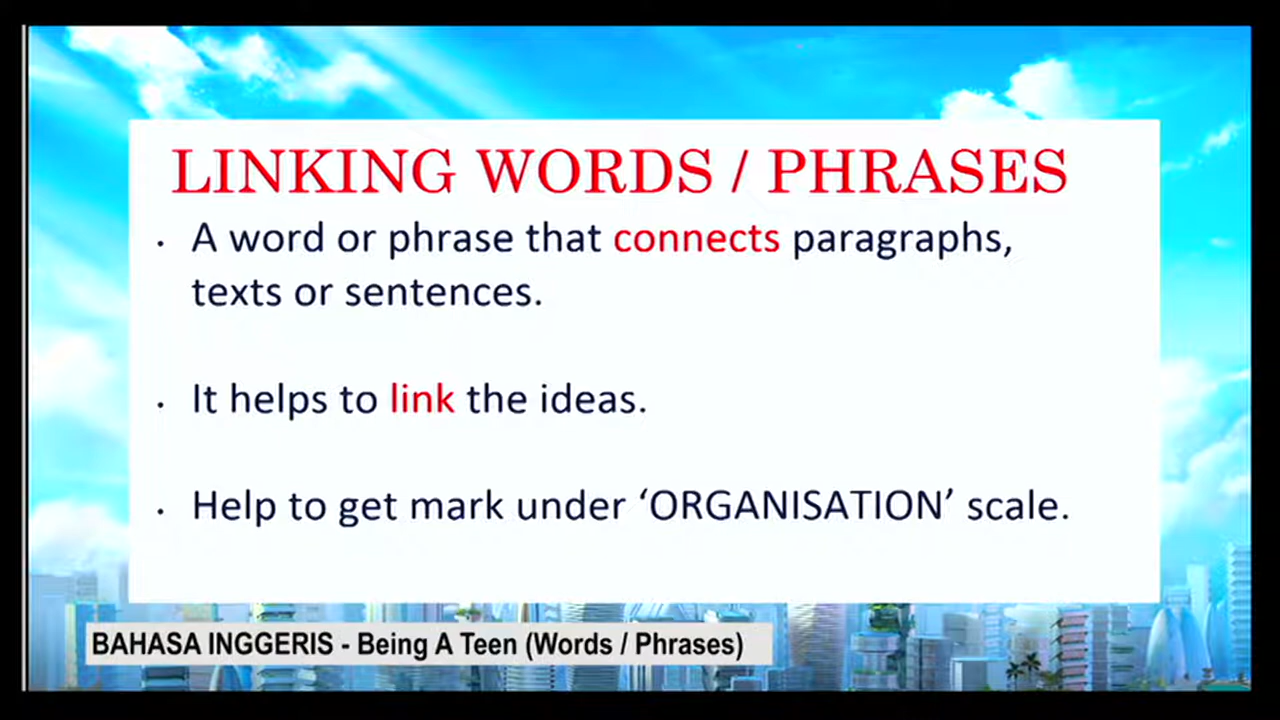 LINKING WORDS / PHRASES
• A word or phrase that connects paragraphs,
texts or sentences.
• It helps to link the ideas.
• Help to get mark under ‘ORGANISATION’ scale.
BAHASA INGGERIS - Being A Teen (Words / Phrases)